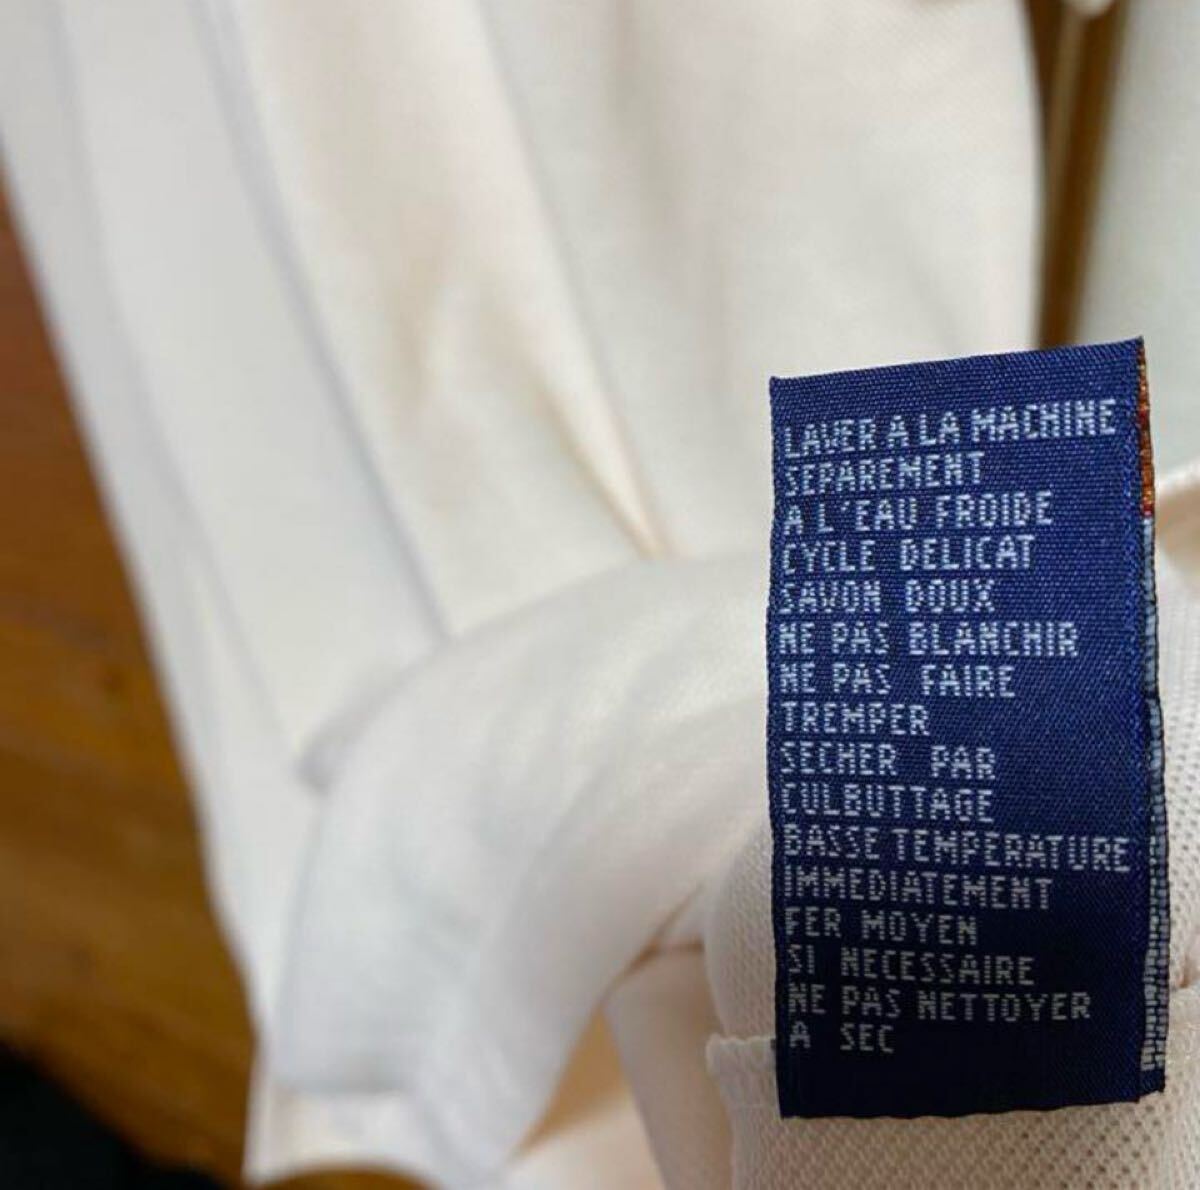 LAVER A LA MACHINE
SEPAREMENT
A L'EAU FROIDE
CYCLE DELICAT
SAVON DOUX
NE PAS BLANCHIR
NE PAS FAIRE
TREMPER
SECHER PAR
CULBUTTAGE
BASSE TEMPERATURE
IMMEDIATEMENT
FER MOYEN
SI NECESSAIRE
NE PAS NETTOYER
A SEC